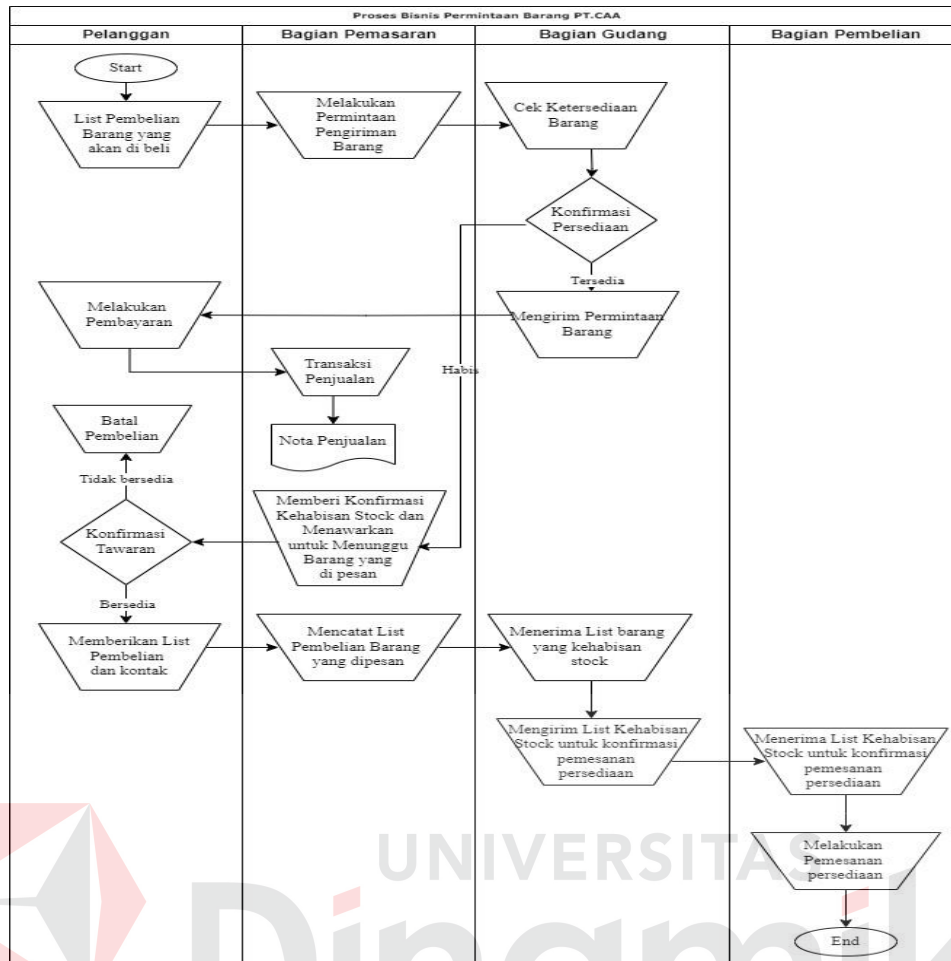 Proses Bisnis Permintaan Barang PT.CAA
Pelanggan
Bagian Pemasaran
Bagian Gudang
Bagian Pembelian
Start
List Pembelian
Barang yang
akan di beli
Melakukan
Permintaan
Pengiriman
Barang
Cek Ketersediaan
Barang
Konfirmasi
Persediaan
Tersedia
Mengirim Permintaan
Barang
Melakukan
Pembayaran
Transaksi
Penjualan
Habis
Nota Penjualan
Batal
Pembelian
Tidak bersedia
Memberi Konfirmasi
Kehabisan Stock dan
Menawarkan
untuk Menunggu
Barang yang
di pesan
Konfirmasi
Tawaran
Bersedia
Memberikan List
Pembelian
dan kontak
Mencatat List
Pembelian Barang
yang dipesan
Menerima List barang
yang kehabisan
stock
Mengirim List Kehabisan
Stock untuk konfirmasi
pemesanan
persediaan
Menerima List Kehabisan
Stock untuk konfirmasi
pemesanan
persediaan
Melakukan
Pemesanan
persediaan
End
UNIVERSITAS